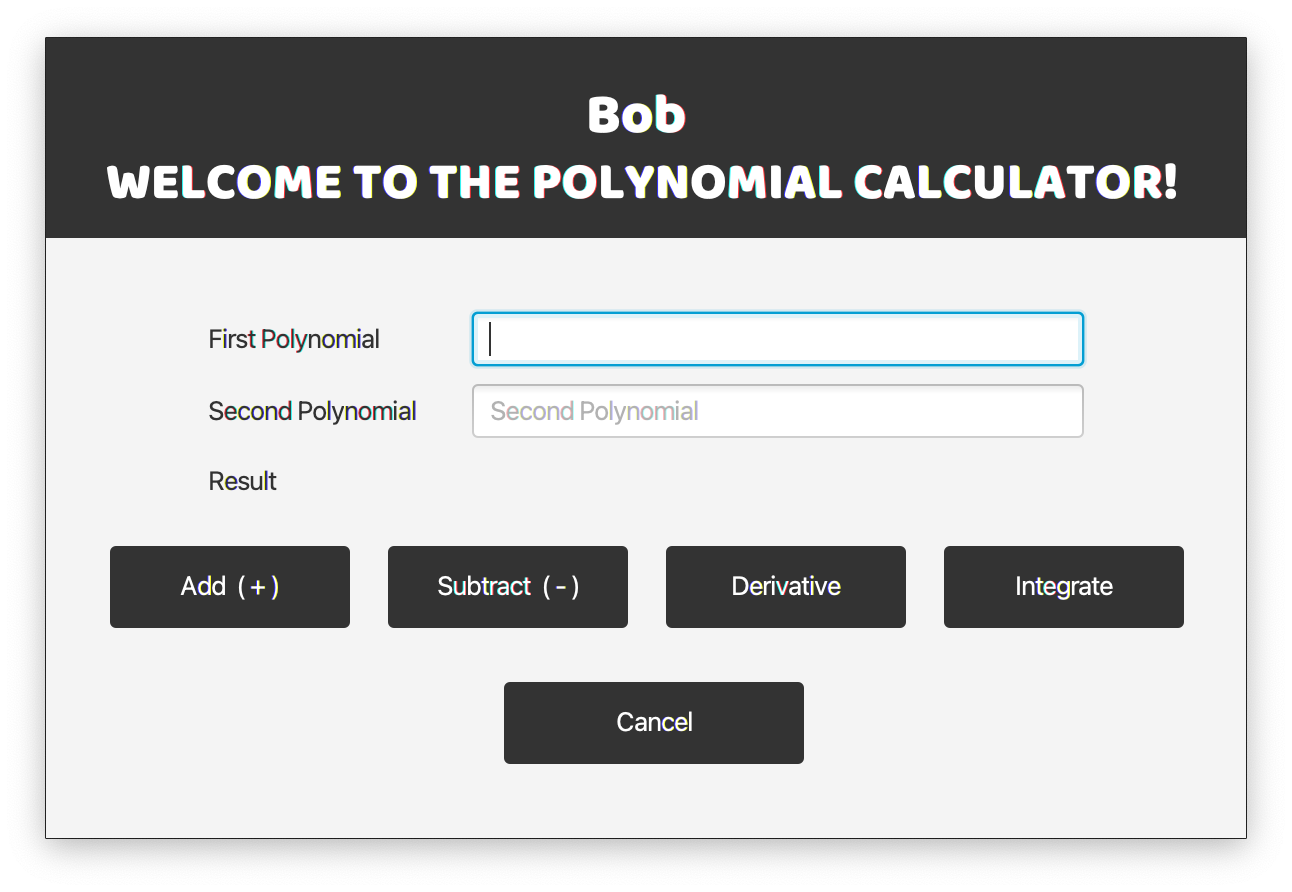 Bob
WELCOME TO THE POLYNOMIAL CALCULATOR!
First Polynomial
Second Polynomial Second Polynomial
Result
Add ( + ) Subtract ( - ) Derivative Integrate
Cancel